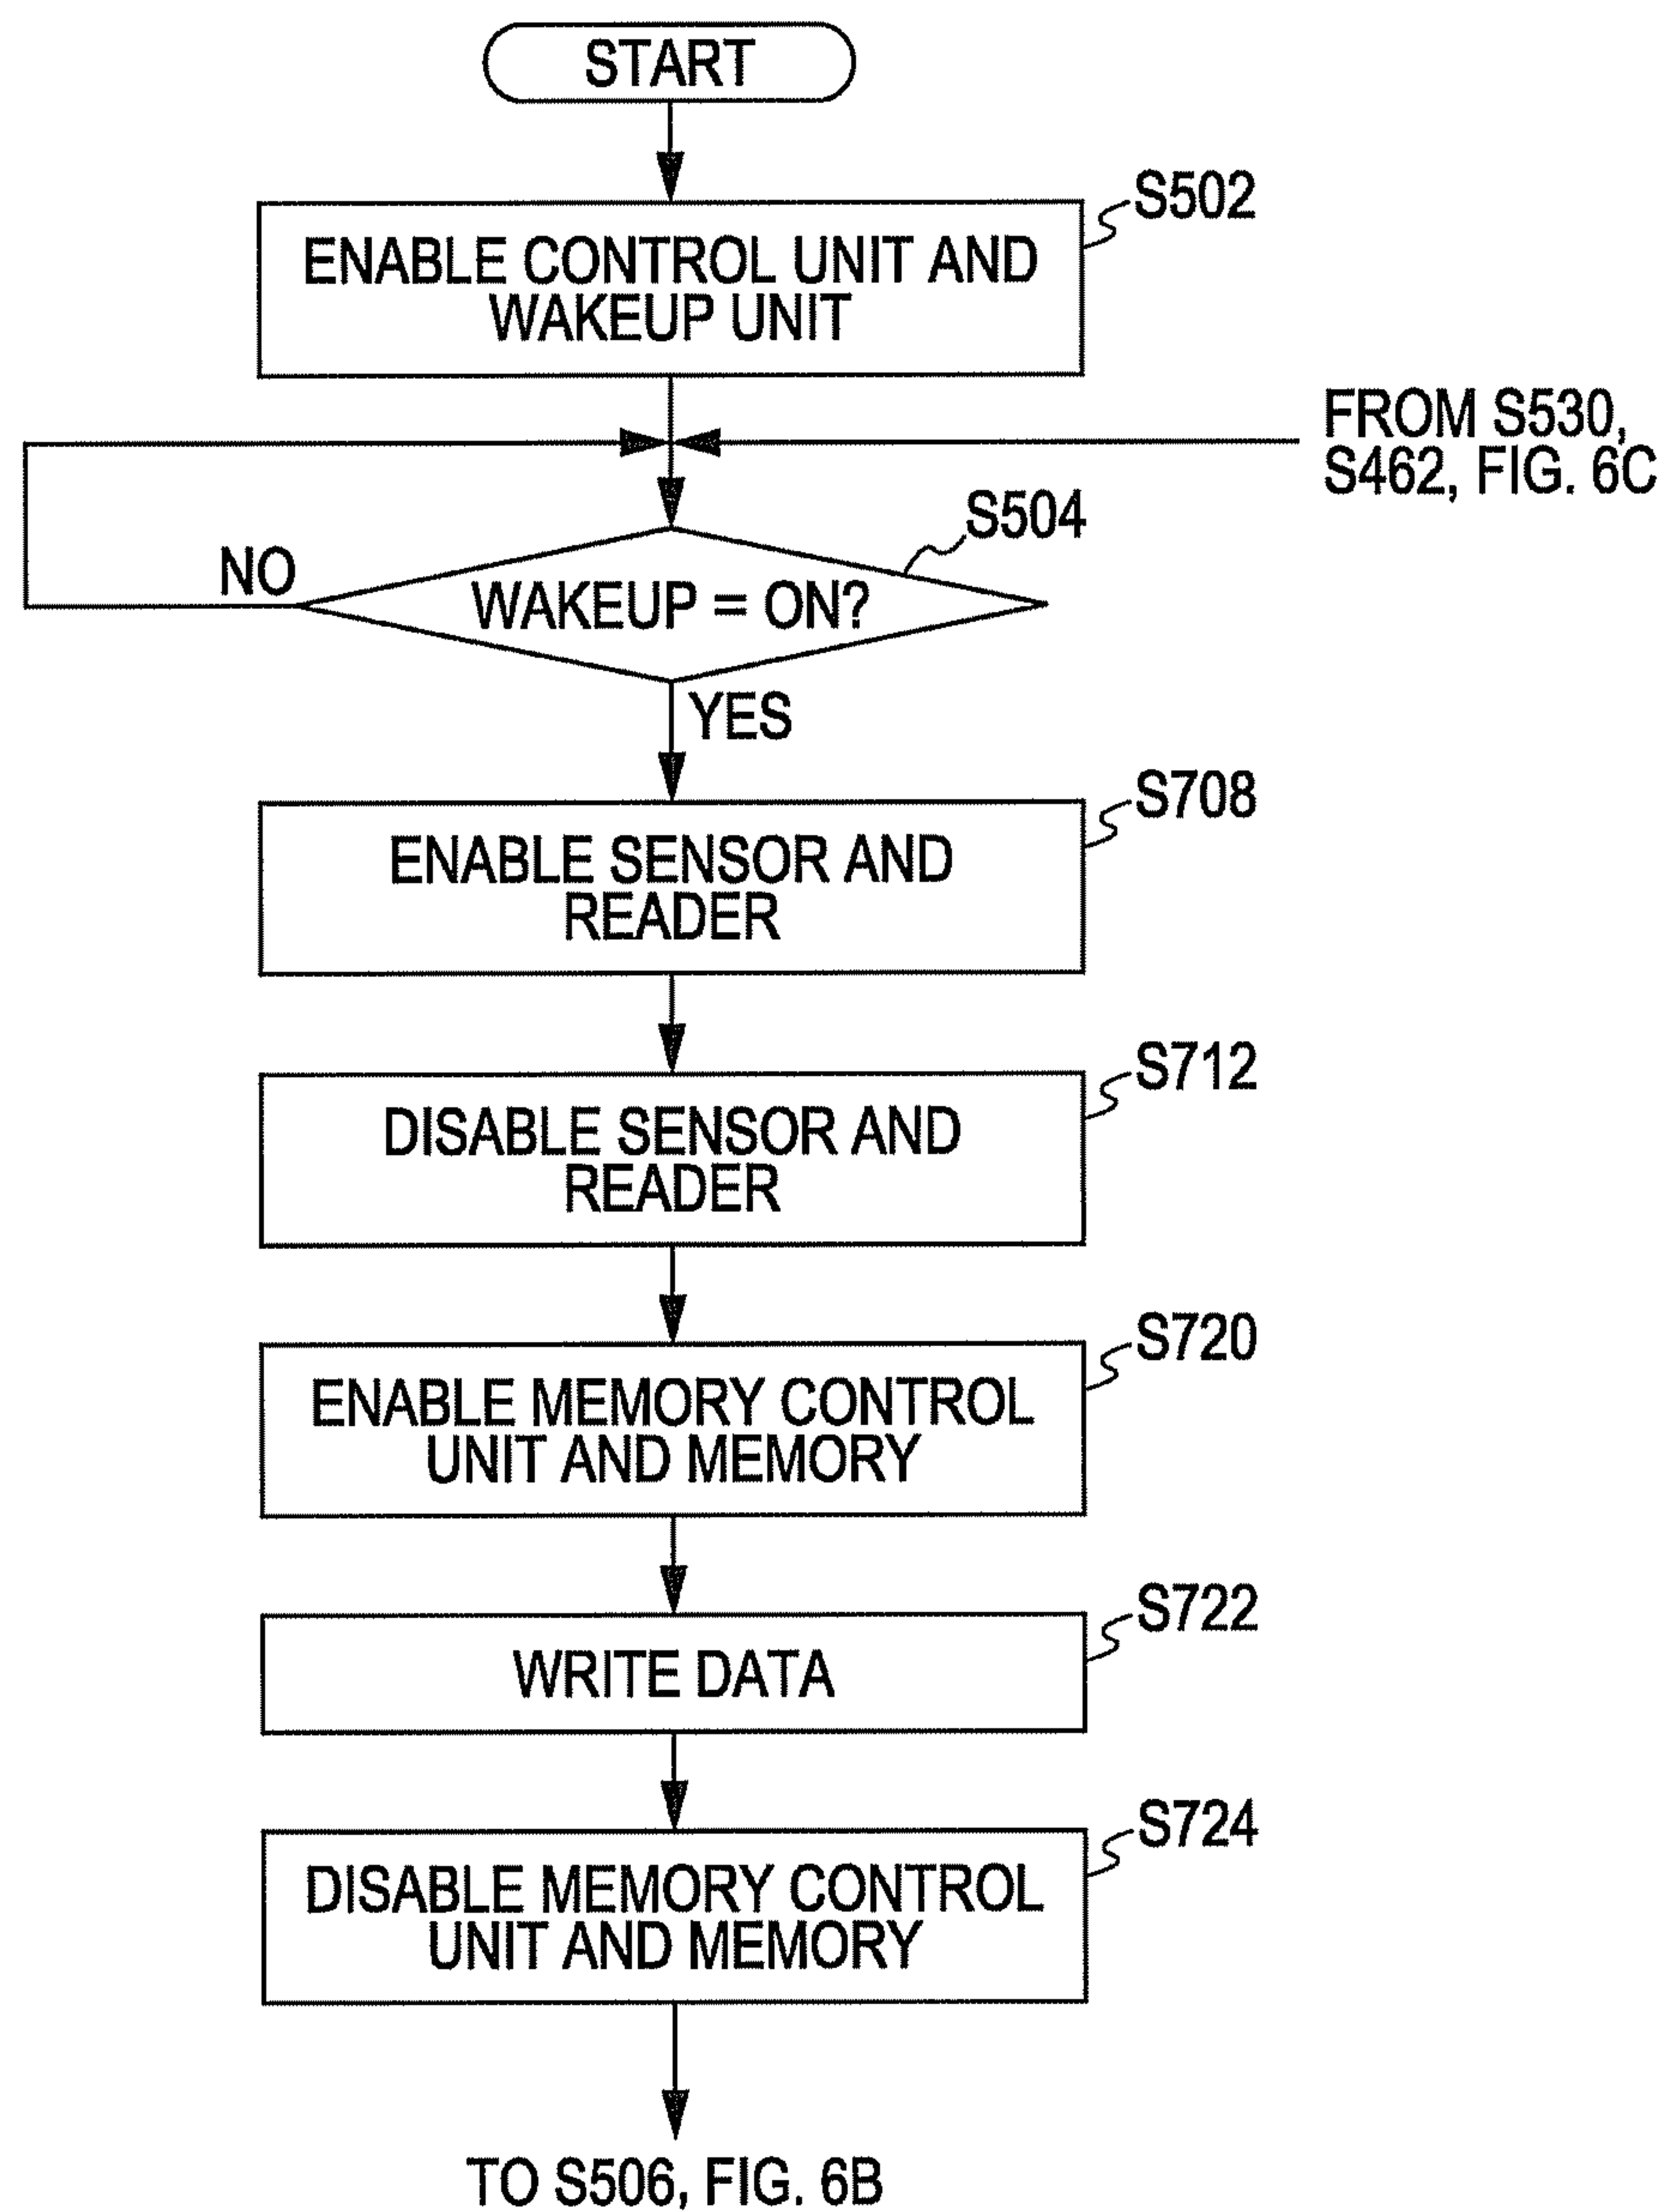 START
S502
ENABLE CONTROL UNIT AND
WAKEUP UNIT
FROM S530,
S462, FIG. 6C
S504
NO
WAKEUP = ON?
YES
S708
ENABLE SENSOR AND
READER
S712
DISABLE SENSOR AND
READER
S720
ENABLE MEMORY CONTROL
UNIT AND MEMORY
S722
WRITE DATA
S724
DISABLE MEMORY CONTROL
UNIT AND MEMORY
TO S506, FIG. 6B